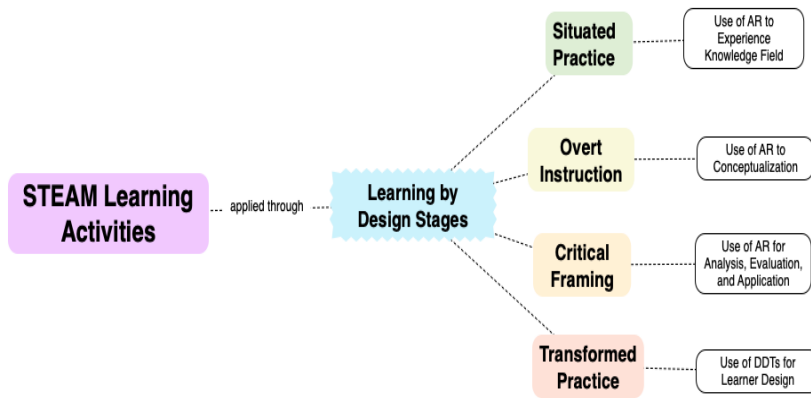 STEAM Learning
Activities
applied through
Learning by
Design Stages
Situated
Practice
Use of AR to
Experience
Knowledge Field
Overt
Instruction
Use of AR to
Conceptualization
Critical
Framing
Use of AR for
Analysis, Evaluation,
and Application
Transformed
Practice
Use of DDTs for
Learner Design